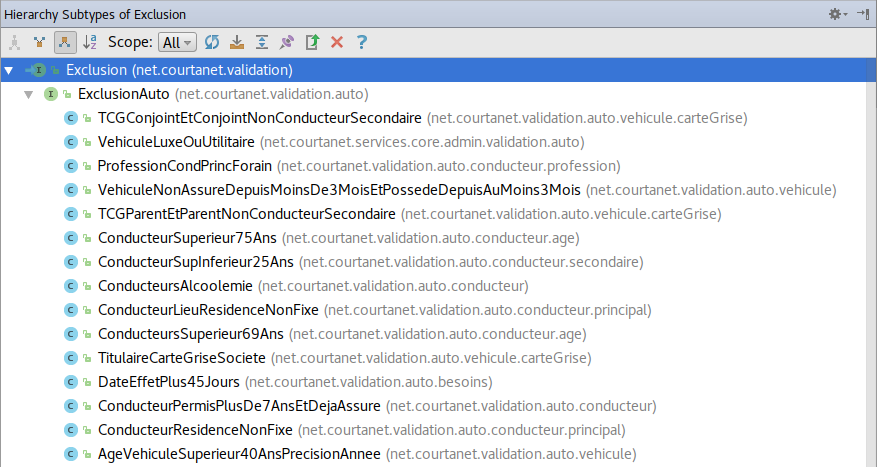 Hierarchy Subtypes of Exclusion
Scope: All
Exclusion (net.courtanet.validation)
ExclusionAuto (net.courtanet.validation.auto)
TCGConjointEtConjointNonConducteurSecondaire (net.courtanet.validation.auto.vehicule.carteGrise)
VehiculeLuxeOuUtilitaire (net.courtanet.services.core.admin.validation.auto)
ProfessionCondPrincForain (net.courtanet.validation.auto.conducteur.profession)
VehiculeNonAssureDepuisMoinsDe3MoisEtPossedeDepuisAuMoins3Mois (net.courtanet.validation.auto.vehicule)
TCGParentEtParentNonConducteurSecondaire (net.courtanet.validation.auto.vehicule.carteGrise)
ConducteurSuperieur75Ans (net.courtanet.validation.auto.conducteur.age)
ConducteurSupInferieur25Ans (net.courtanet.validation.auto.conducteur.secondaire)
ConducteursAlcoolemie (net.courtanet.validation.auto.conducteur)
ConducteurLieuResidenceNonFixe (net.courtanet.validation.auto.conducteur.principal)
ConducteursSuperieur69Ans (net.courtanet.validation.auto.conducteur.age)
TitulaireCarteGriseSociete (net.courtanet.validation.auto.vehicule.carteGrise)
DateEffetPlus45Jours (net.courtanet.validation.auto.besoins)
ConducteurPermisPlusDe7AnsEtDejaAssure (net.courtanet.validation.auto.conducteur)
ConducteurResidenceNonFixe (net.courtanet.validation.auto.conducteur.principal)
AgeVehiculeSuperieur40AnsPrecisionAnnee (net.courtanet.validation.auto.vehicule)